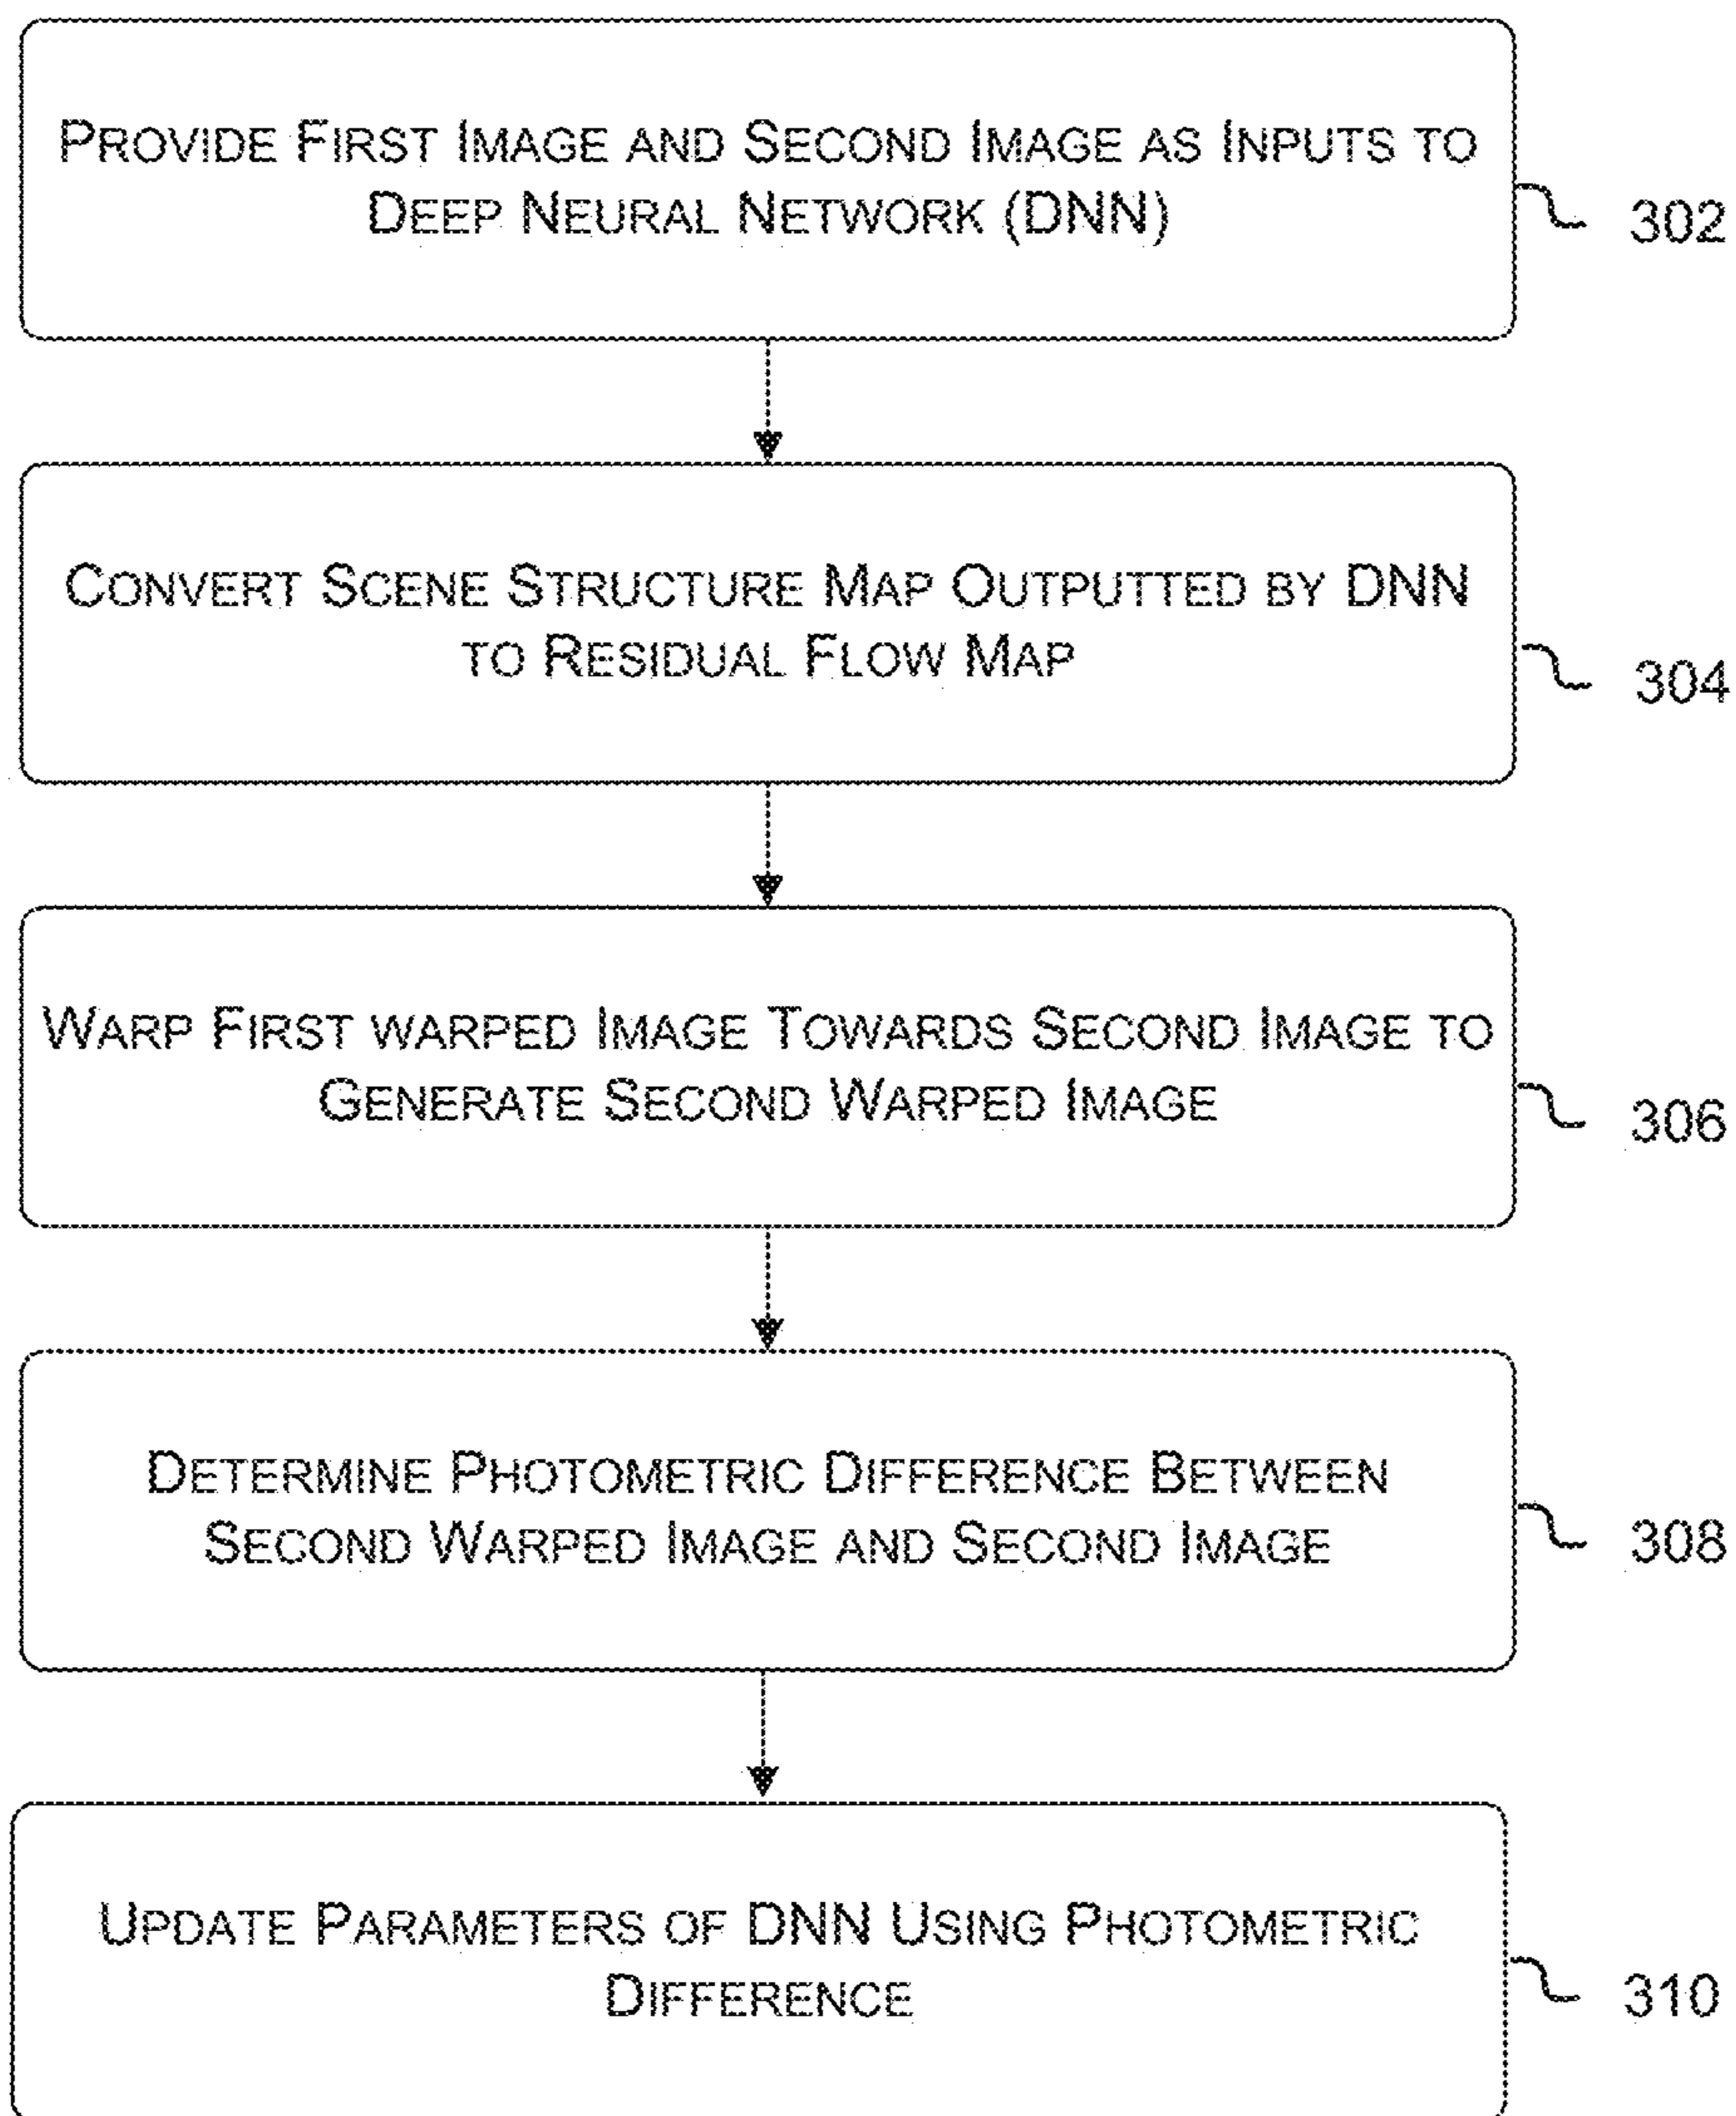 PROVIDE FIRST IMAGE AND SECOND IMAGE AS INPUTS TO
DEEP NEURAL NETWORK (DNN)
302
CONVERT SCENE STRUCTURE MAP OUTPUTTED BY DNN
TO RESIDUAL FLOW MAP
304
WARP FIRST WARPED IMAGE TOWARDS SECOND IMAGE TO
GENERATE SECOND WARPED IMAGE
306
DETERMINE PHOTOMETRIC DIFFERENCE BETWEEN
SECOND WARPED IMAGE AND SECOND IMAGE
308
UPDATE PARAMETERS OF DNN USING PHOTOMETRIC
DIFFERENCE
310